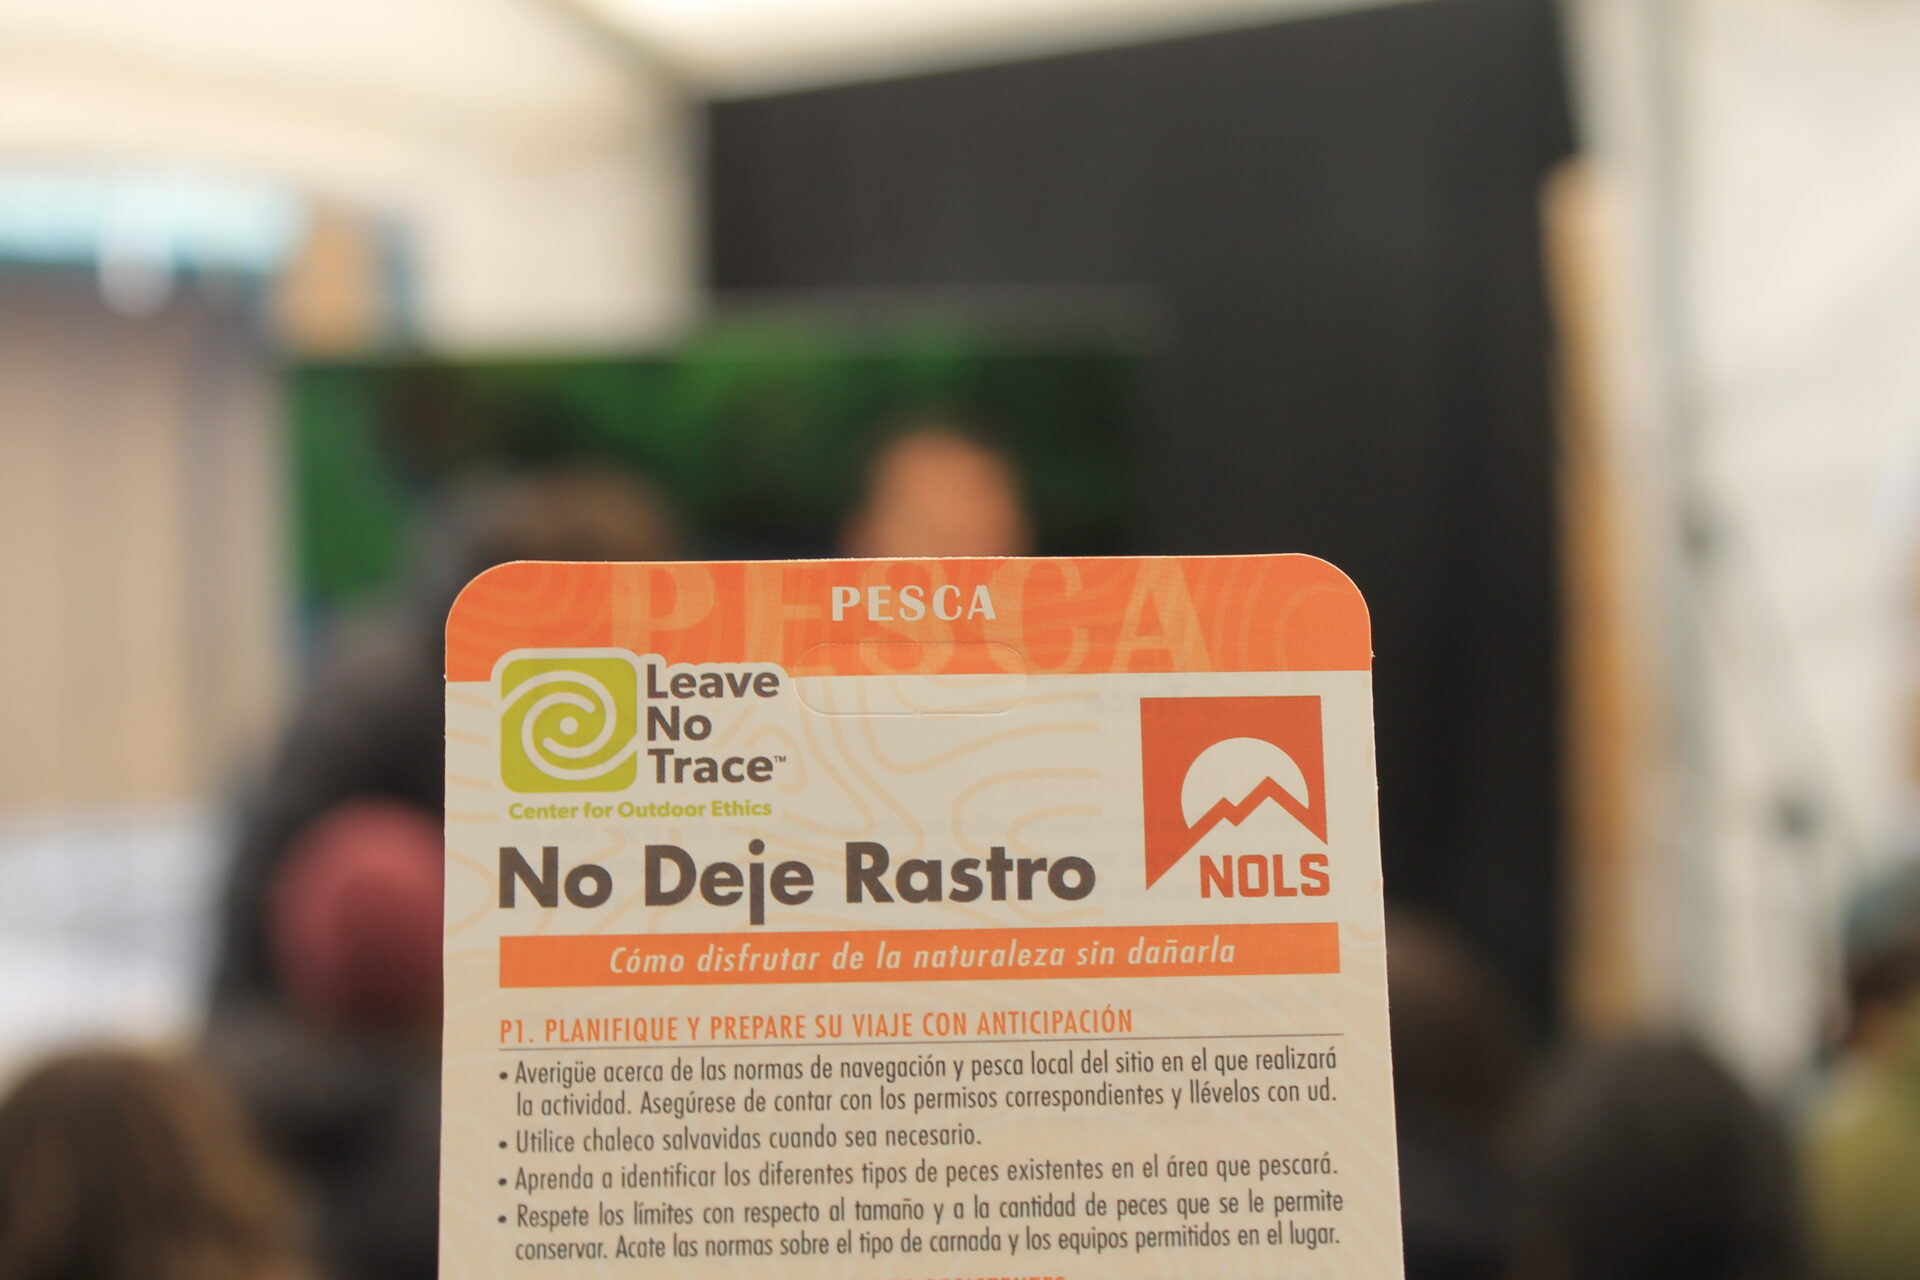 PESCA
PESCA
Leave
No
Trace™
Center for Outdoor Ethics
NOLS
No Deje Rastro
Cómo disfrutar de la naturaleza sin dañarla
P1. PLANIFIQUE Y PREPARE SU VIAJE CON ANTICIPACIÓN
• Averigüe acerca de las normas de navegación y pesca local del sitio en el que realizará
la actividad. Asegúrese de contar con los permisos correspondientes y llévelos con ud.
• Utilice chaleco salvavidas cuando sea necesario.
• Aprenda a identificar los diferentes tipos de peces existentes en el área que pescará.
• Respete los límites con respecto al tamaño y a la cantidad de peces que se le permite
conservar. Acate las normas sobre el tipo de carnada y los equipos permitidos en el lugar.